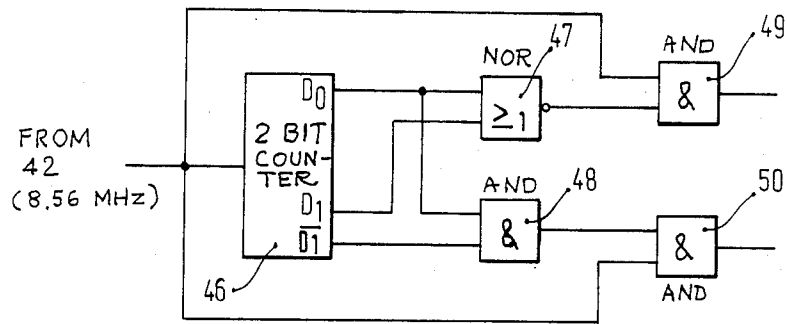 FROM
42
(8,56 MHz)
D0
2 BIT
COUN-
TER
D1
D1
46
NOR
47
≥1
AND
48
&
AND
49
&
50
&
AND